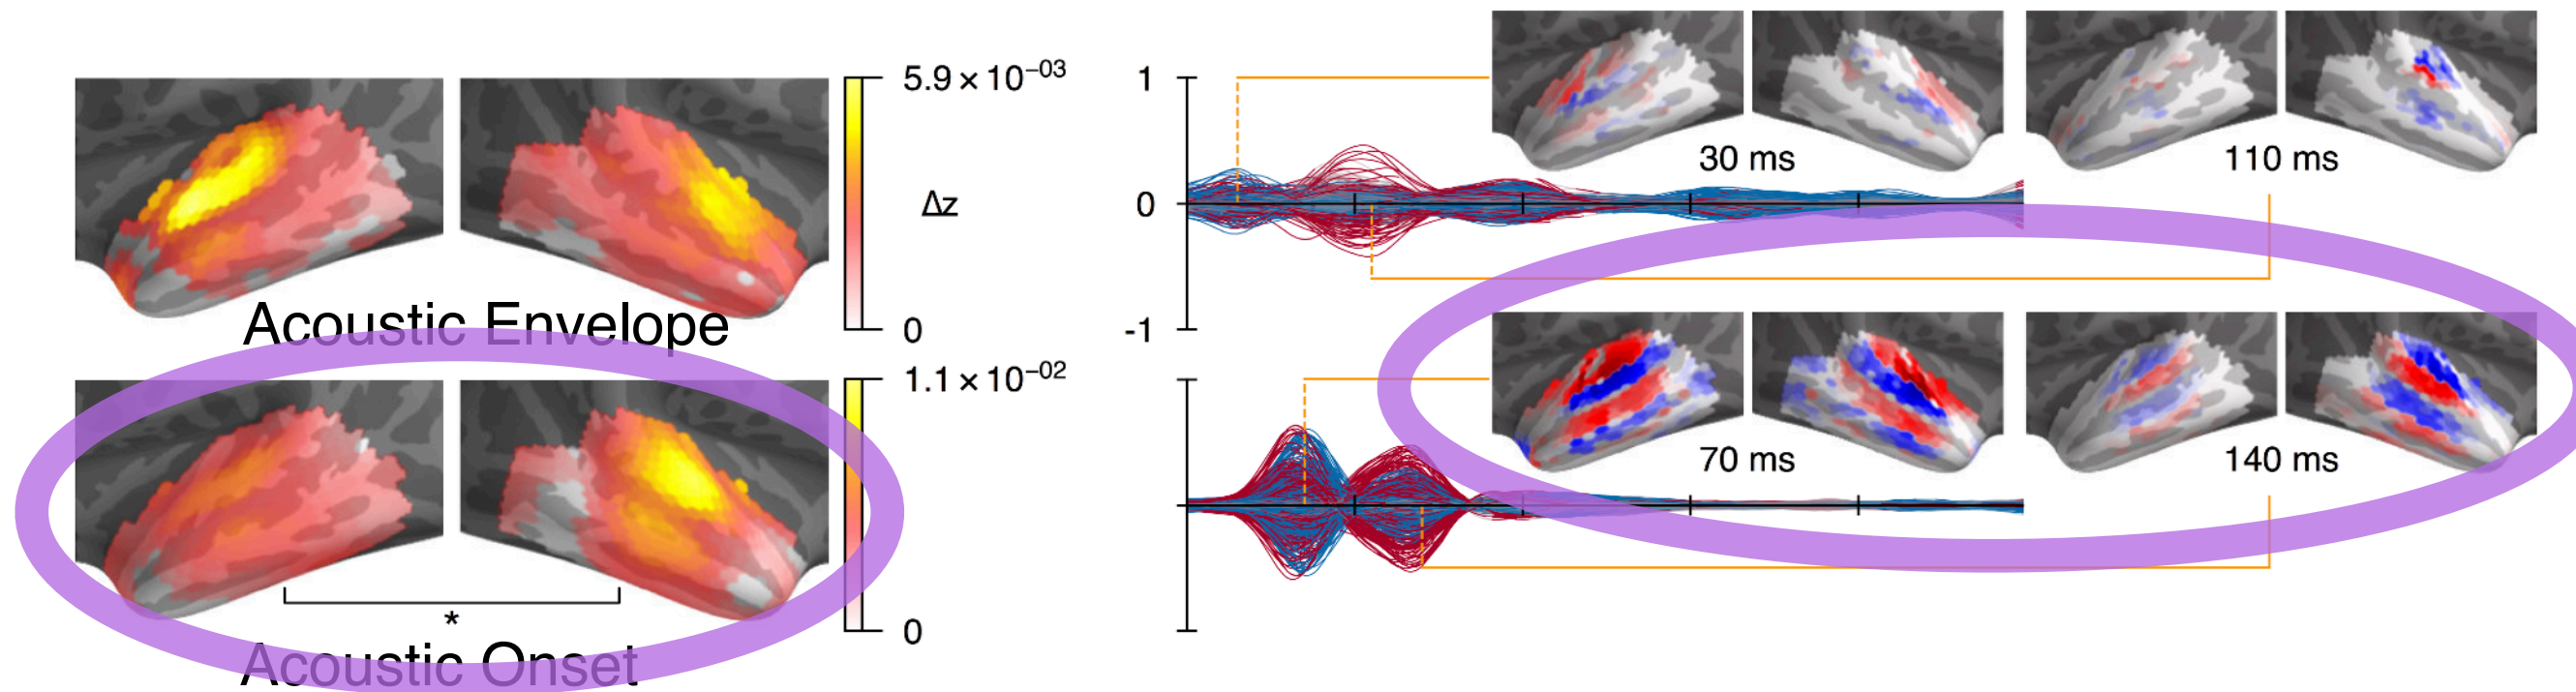 5.9 × 10⁻⁰³
Δz
0
Acoustic Envelope
1
0
-1
30 ms
110 ms
1.1 × 10⁻⁰²
0
*
Acoustic Onset
70 ms
140 ms